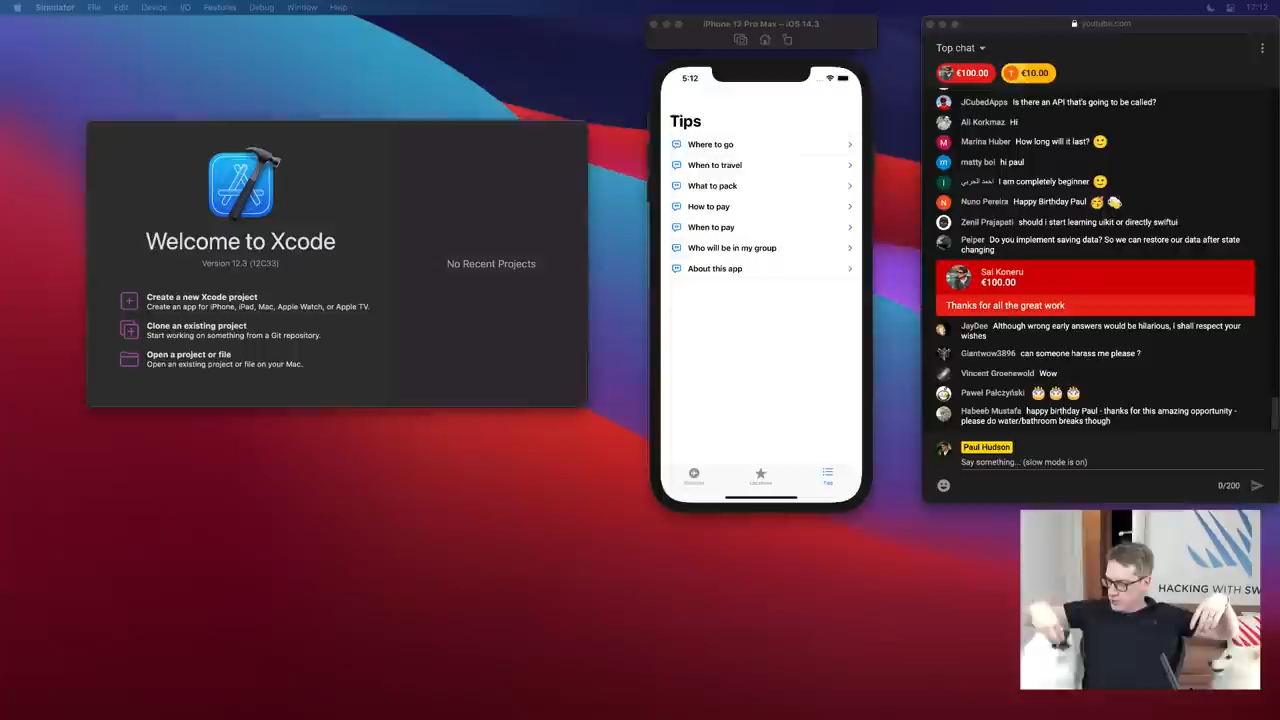 Simulator File Edit Device I/O Features Debug Window Help
17:12
Welcome to Xcode
Version 12.3 (12C33)
Create a new Xcode project
Create an app for iPhone, iPad, Mac, Apple Watch, or Apple TV.
Clone an existing project
Start working on something from a Git repository.
Open a project or file
Open an existing project or file on your Mac.
No Recent Projects
iPhone 12 Pro Max – iOS 14.3
5:12
Tips
Where to go
When to travel
What to pack
How to pay
When to pay
Who will be in my group
About this app
Tips
youtube.com
Top chat
€100.00
T €10.00
JCubedApps Is there an API that's going to be called?
Ali Korkmaz Hi
M Marina Huber How long will it last? 🙂
m matty boi hi paul
احمد الحربي I am completely beginner 🙂
N Nuno Pereira Happy Birthday Paul 🥳 🍻
Zenil Prajapati should i start learning uikit or directly swiftui
Peiper Do you implement saving data? So we can restore our data after state
changing
Sai Koneru
€100.00
Thanks for all the great work
JayDee Although wrong early answers would be hilarious, i shall respect your
wishes
Giantwow3896 can someone harass me please ?
Vincent Groenewold Wow
Paweł Pałczyński 🎂 🎂 🎂
Habeeb Mustafa happy birthday Paul - thanks for this amazing opportunity -
please do water/bathroom breaks though
Paul Hudson
Say something... (slow mode is on)
0/200
HACKING WITH SW